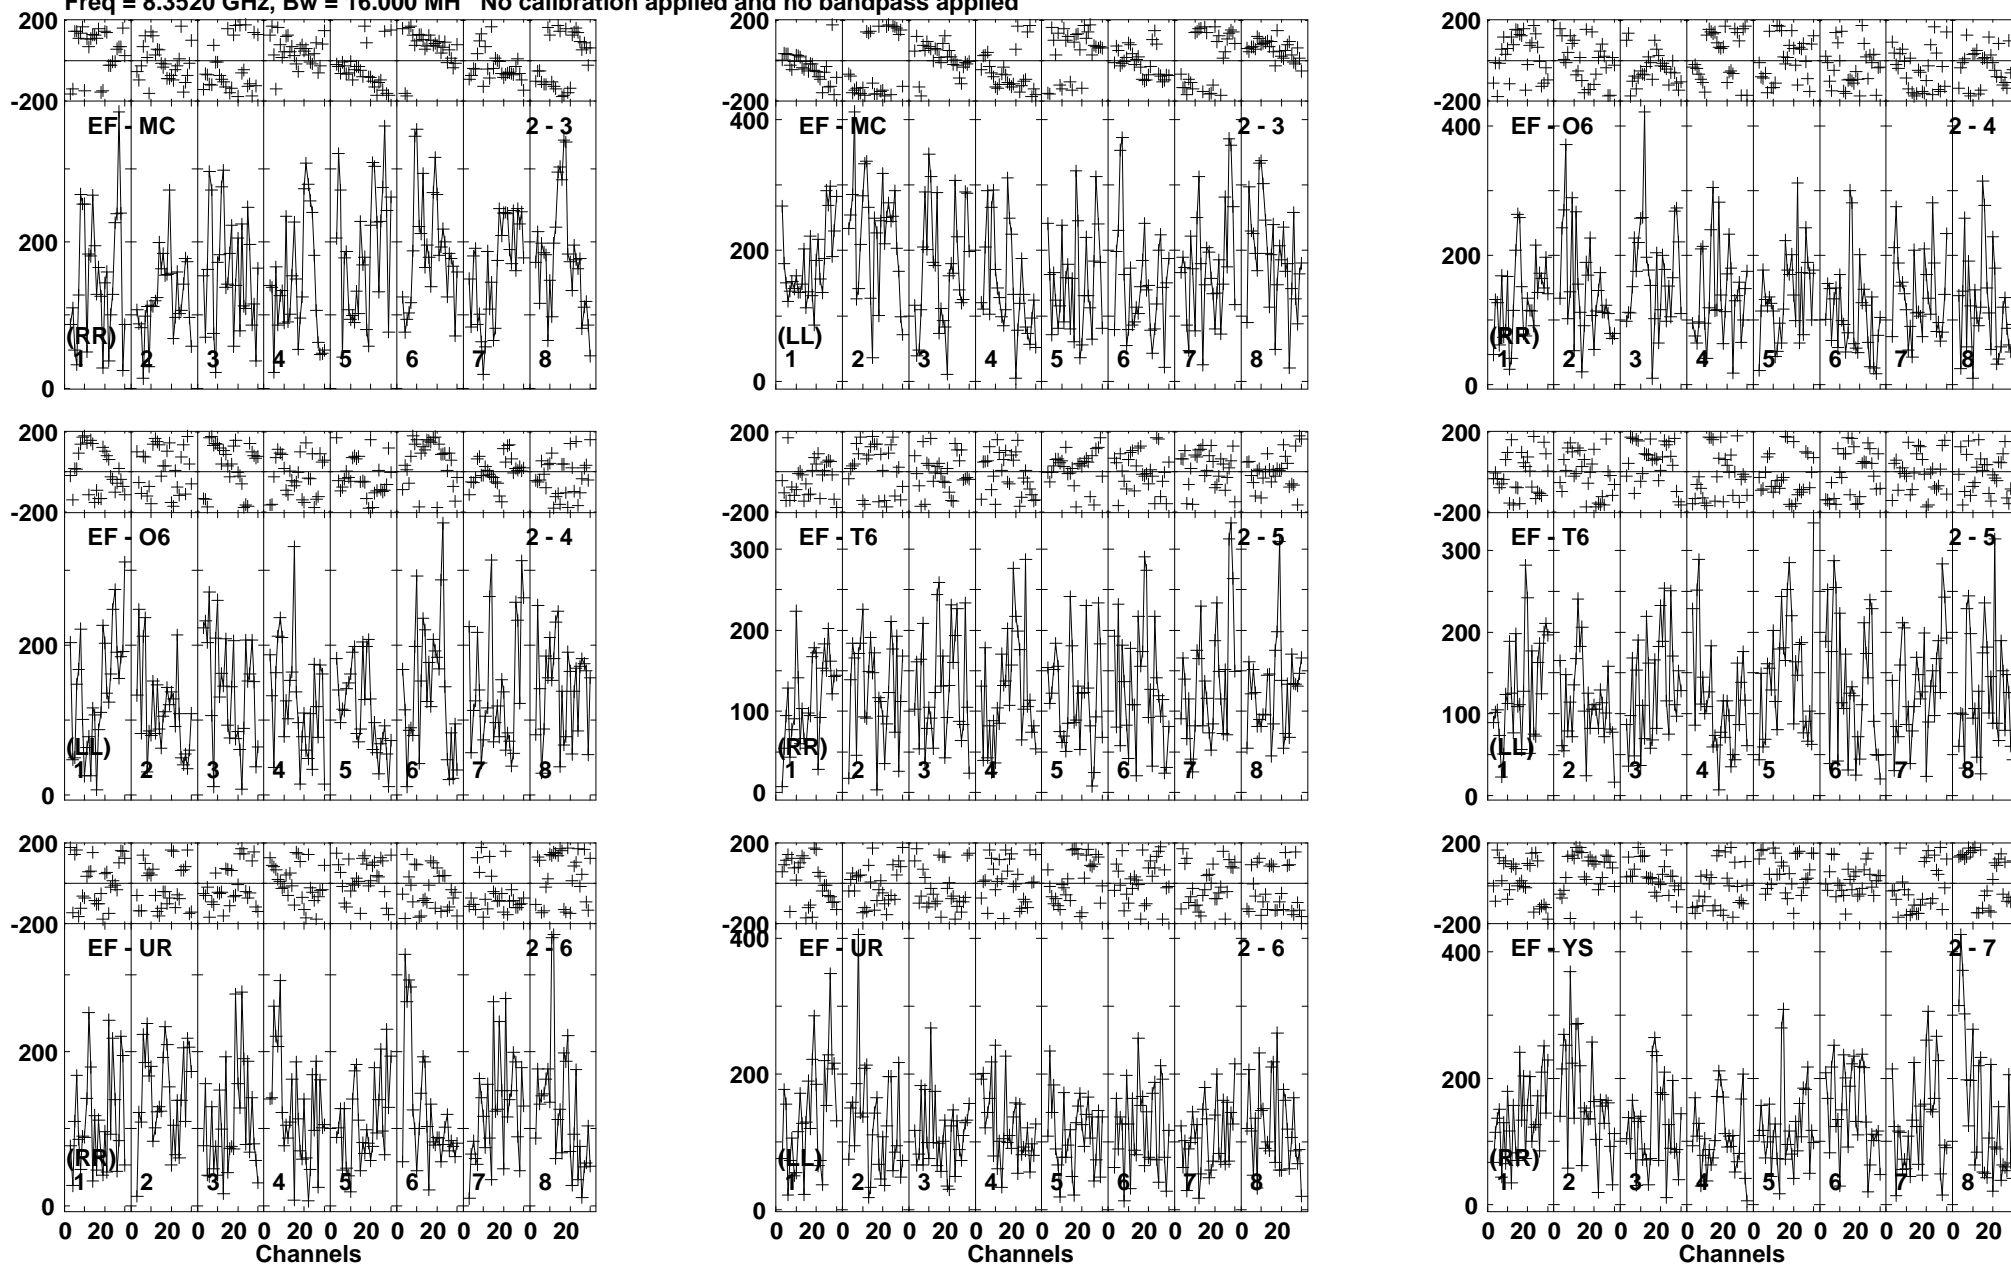 Freq = 8.3520 GHz, Bw = 16.000 MH No calibration applied and no bandpass applied
200 200 200
-200 -200 -200
EF - MC 2 - 3 400 EF - MC 2 - 3 400 EF - O6 2 - 4
200 200 200
(RR) (LL) (RR)
1 2 3 4 5 6 7 8 1 2 3 4 5 6 7 8 1 2 3 4 5 6 7 8
0 0 0
200 200 200
-200 -200 -200
EF - O6 2 - 4 300 EF - T6 2 - 5 300 EF - T6 2 - 5
200 200 200
100 100
(LL) (RR) (LL)
1 2 3 4 5 6 7 8 1 2 3 4 5 6 7 8 1 2 3 4 5 6 7 8
0 0 0
200 200 200
-200 -200 -200
EF - UR 2 - 6 400 EF - UR 2 - 6 400 EF - YS 2 - 7
200 200 200
(RR) (LL) (RR)
1 2 3 4 5 6 7 8 1 2 3 4 5 6 7 8 1 2 3 4 5 6 7 8
0 0 0
0 20 0 20 0 20 0 20 0 20 0 20 0 20 0 20 0 20 0 20 0 20 0 20 0 20 0 20 0 20 0 20 0 20 0 20 0 20 0 20 0 20 0 20 0 20 0 20
Channels Channels Channels